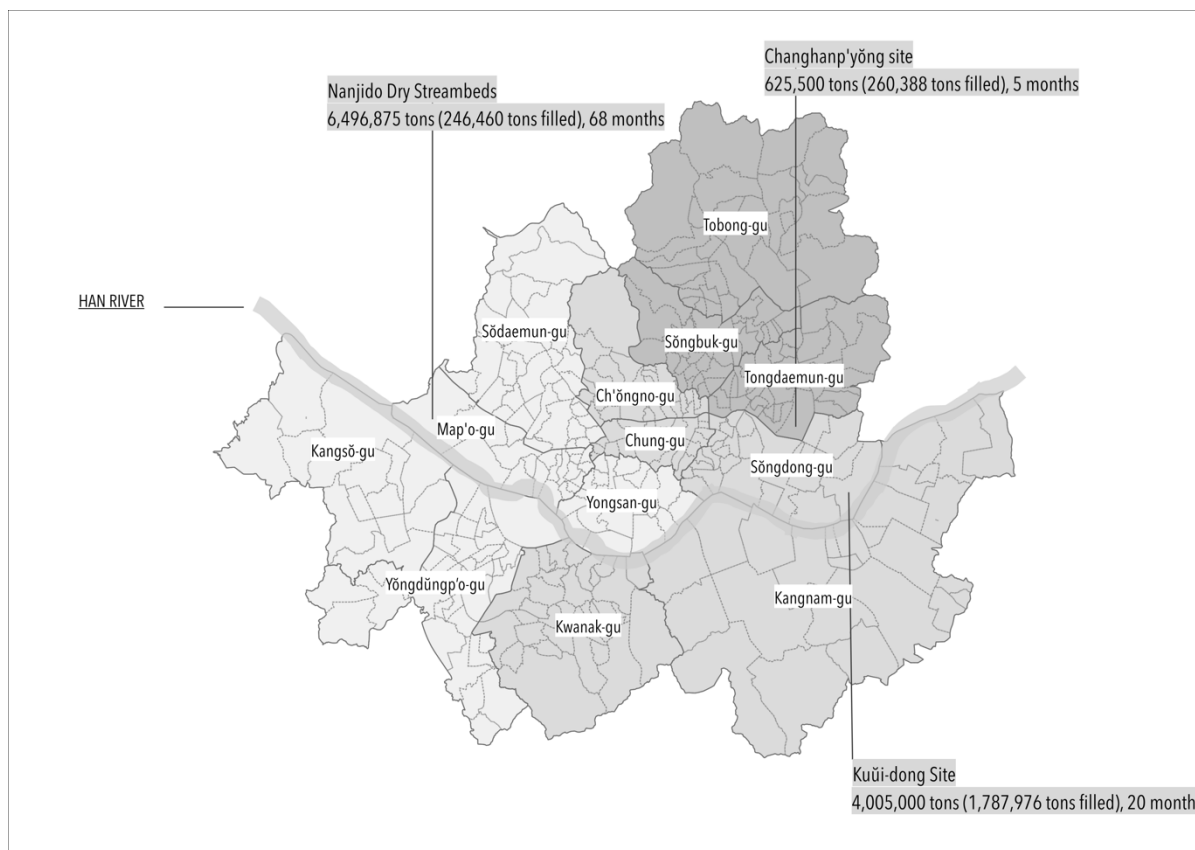 Changhanp'yŏng site
625,500 tons (260,388 tons filled), 5 months
Nanjido Dry Streambeds
6,496,875 tons (246,460 tons filled), 68 months
Tobong-gu
HAN RIVER
Sŏdaemun-gu
Sŏngbuk-gu
Tongdaemun-gu
Ch'ŏngno-gu
Map'o-gu
Chung-gu
Kangsŏ-gu
Sŏngdong-gu
Yongsan-gu
Yŏngdŭngp'o-gu
Kangnam-gu
Kwanak-gu
Kuŭi-dong Site
4,005,000 tons (1,787,976 tons filled), 20 month